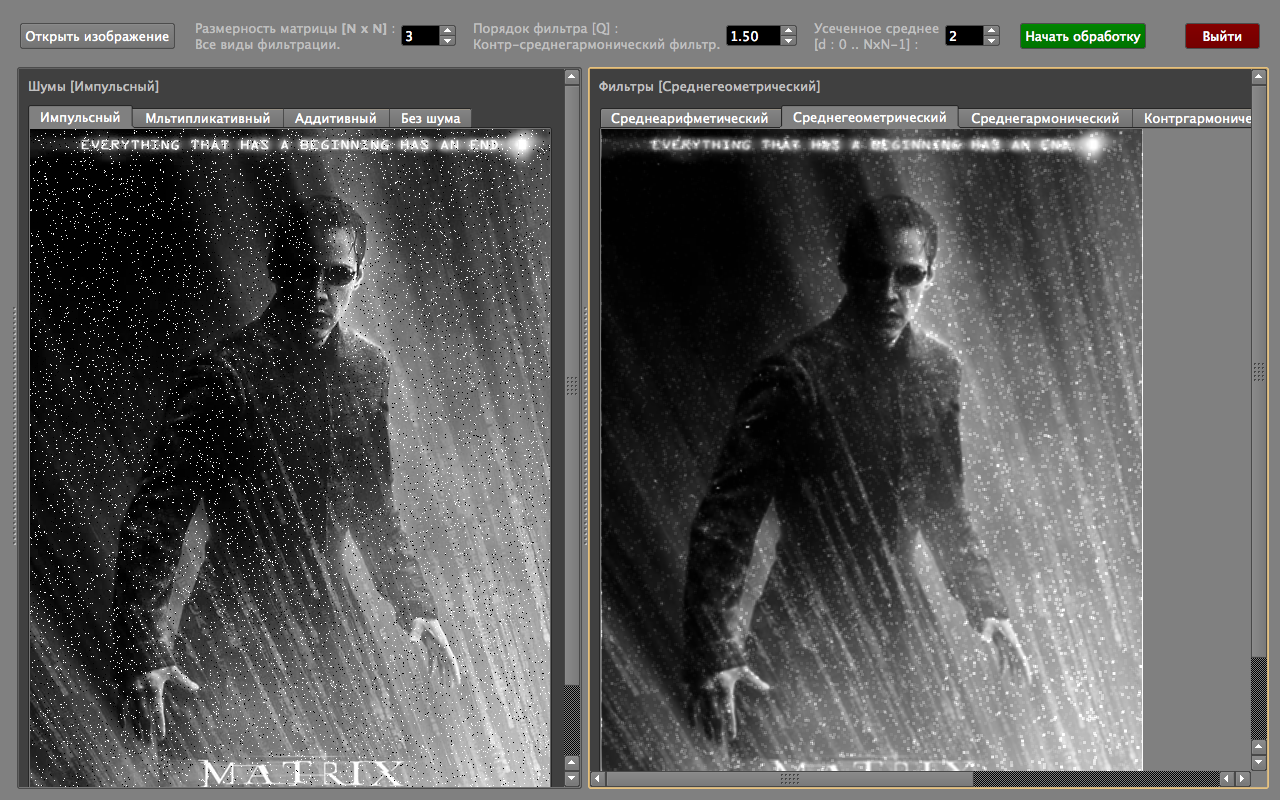 Открыть изображение
Размерность матрицы [N x N] :
Все виды фильтрации.
3
Порядок фильтра [Q] :
Контр-среднегармонический фильтр.
1.50
Усеченное среднее
[d : 0 .. NxN-1] :
2
Начать обработку
Выйти
Шумы [Импульсный]
Импульсный
Мльтипликативный
Аддитивный
Без шума
EVERYTHING THAT HAS A BEGINNING HAS AN END
MATRIX
Фильтры [Среднегеометрический]
Среднеарифметический
Среднегеометрический
Среднегармонический
Контргармониче
EVERYTHING THAT HAS A BEGINNING HAS AN END
MATRIX